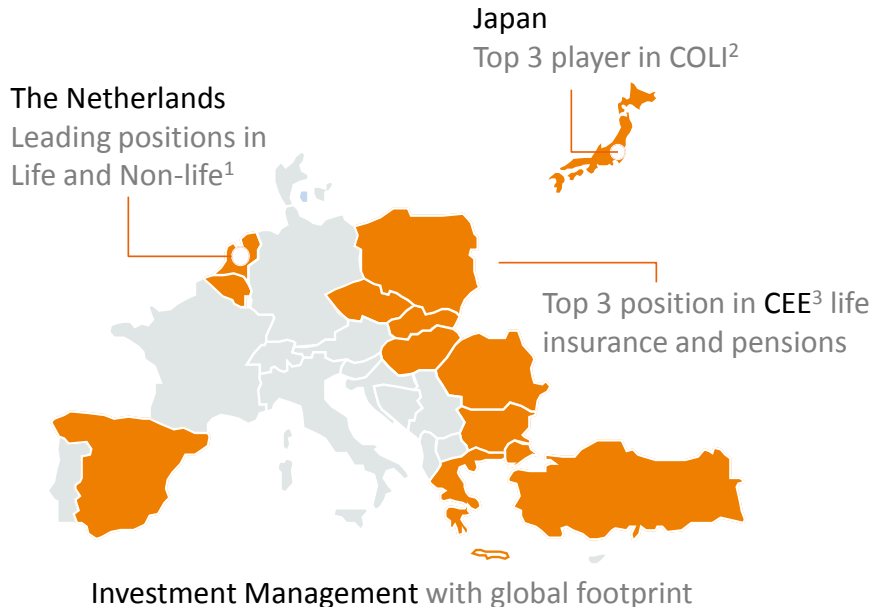 Japan
Top 3 player in COLI²
The Netherlands
Leading positions in
Life and Non-life¹
Top 3 position in CEE³ life
insurance and pensions
Investment Management with global footprint